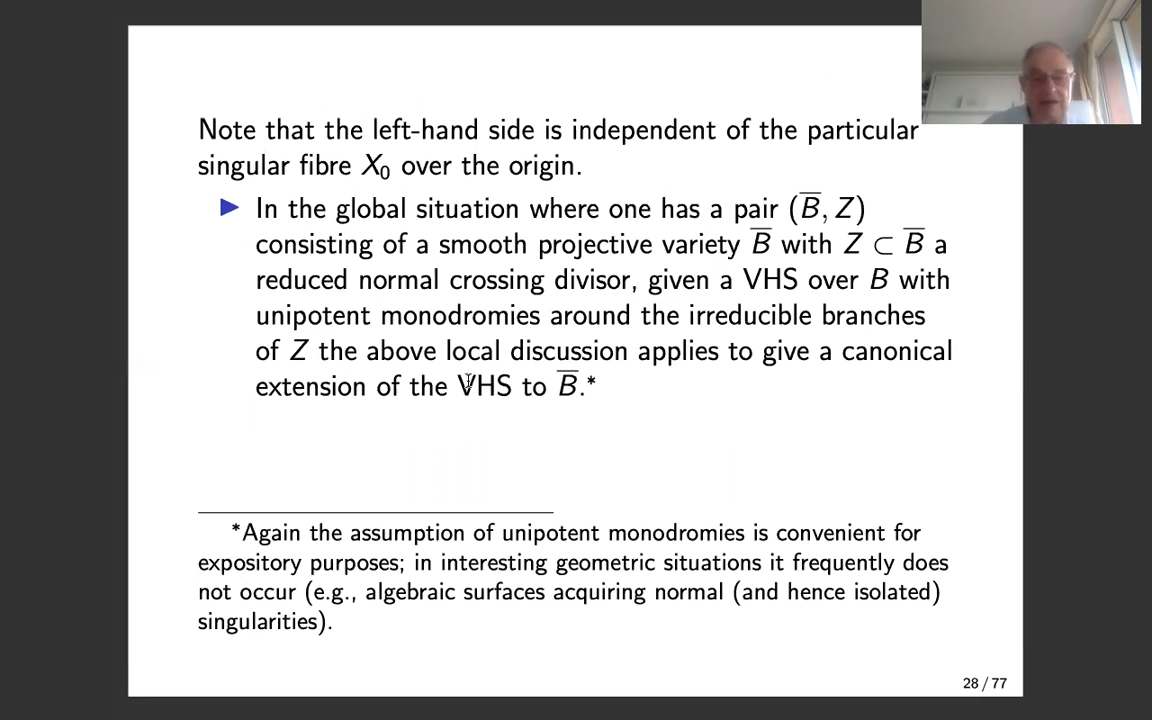 Note that the left-hand side is independent of the particular
singular fibre X₀ over the origin.
▶ In the global situation where one has a pair (B̅, Z)
consisting of a smooth projective variety B̅ with Z ⊂ B̅ a
reduced normal crossing divisor, given a VHS over B with
unipotent monodromies around the irreducible branches
of Z the above local discussion applies to give a canonical
extension of the VHS to B̅.*
*Again the assumption of unipotent monodromies is convenient for
expository purposes; in interesting geometric situations it frequently does
not occur (e.g., algebraic surfaces acquiring normal (and hence isolated)
singularities).
28 / 77